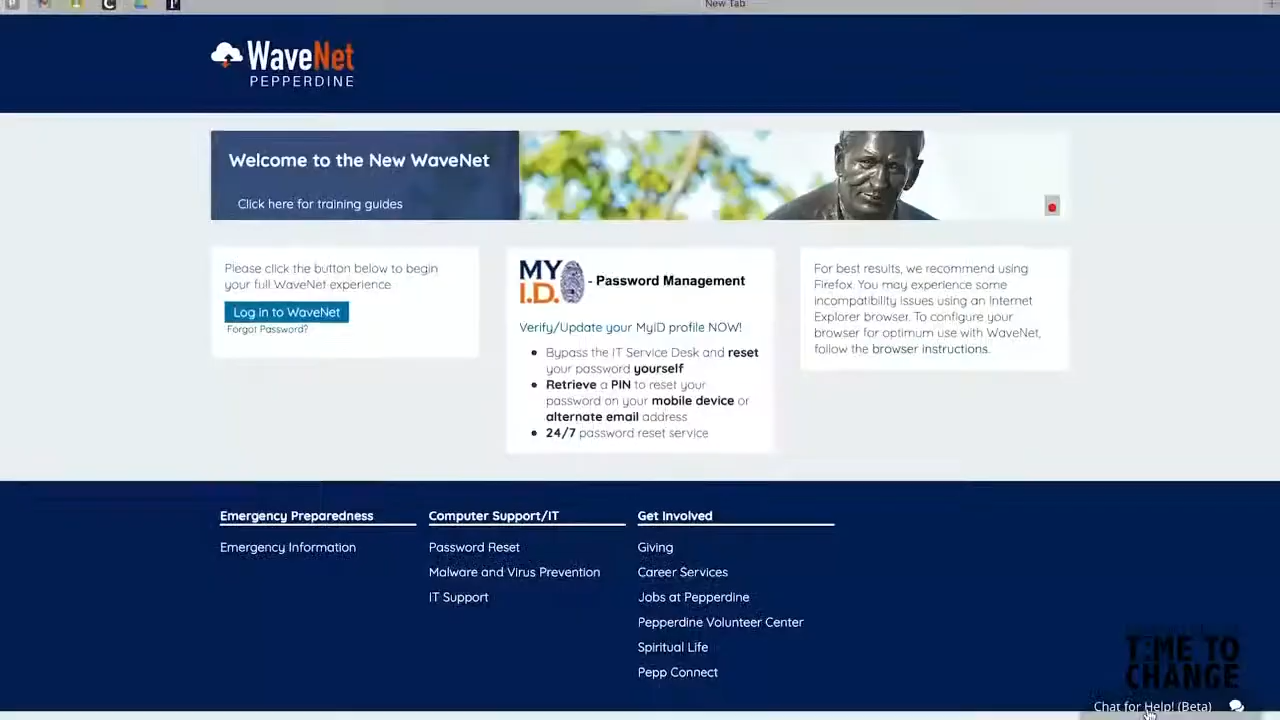 New Tab
WaveNet
PEPPERDINE
Welcome to the New WaveNet
Click here for training guides
Please click the button below to begin
your full WaveNet experience
Log in to WaveNet
Forgot Password?
MY
I.D.
- Password Management
Verify/Update your MyID profile NOW!
Bypass the IT Service Desk and reset
your password yourself
Retrieve a PIN to reset your
password on your mobile device or
alternate email address
24/7 password reset service
For best results, we recommend using
Firefox. You may experience some
incompatibility issues using an Internet
Explorer browser. To configure your
browser for optimum use with WaveNet,
follow the browser instructions.
Emergency Preparedness
Emergency Information
Computer Support/IT
Password Reset
Malware and Virus Prevention
IT Support
Get Involved
Giving
Career Services
Jobs at Pepperdine
Pepperdine Volunteer Center
Spiritual Life
Pepp Connect
TIME TO
CHANGE
Chat for Help! (Beta)